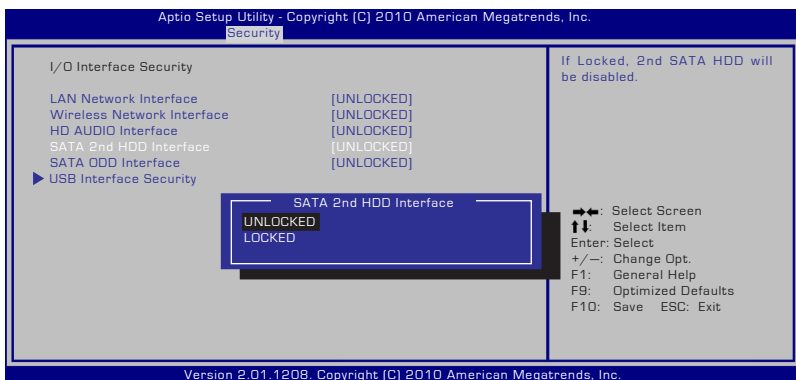 Aptio Setup Utility - Copyright (C) 2010 American Megatrends, Inc.
Security
I/O Interface Security
LAN Network Interface [UNLOCKED]
Wireless Network Interface [UNLOCKED]
HD AUDIO Interface [UNLOCKED]
SATA 2nd HDD Interface [UNLOCKED]
SATA ODD Interface [UNLOCKED]
USB Interface Security
SATA 2nd HDD Interface
UNLOCKED
LOCKED
If Locked, 2nd SATA HDD will
be disabled.
→←: Select Screen
↑↓: Select Item
Enter: Select
+/—: Change Opt.
F1: General Help
F9: Optimized Defaults
F10: Save ESC: Exit
Version 2.01.1208. Copyright (C) 2010 American Megatrends, Inc.